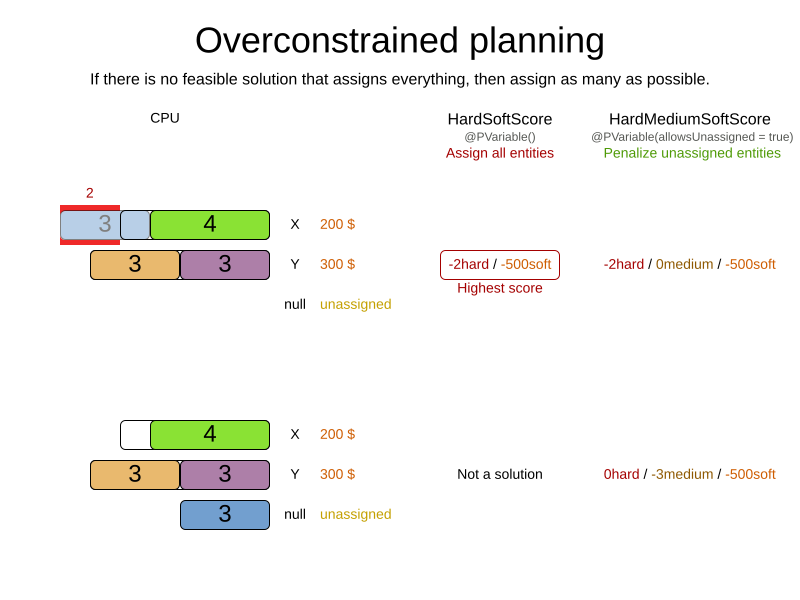 Overconstrained planning
If there is no feasible solution that assigns everything, then assign as many as possible.
CPU
HardSoftScore
@PVariable()
Assign all entities
HardMediumSoftScore
@PVariable(allowsUnassigned = true)
Penalize unassigned entities
2
3 4 X 200 $
3 3 Y 300 $ -2hard / -500soft -2hard / 0medium / -500soft
Highest score
null unassigned
4 X 200 $
3 3 Y 300 $ Not a solution 0hard / -3medium / -500soft
3 null unassigned